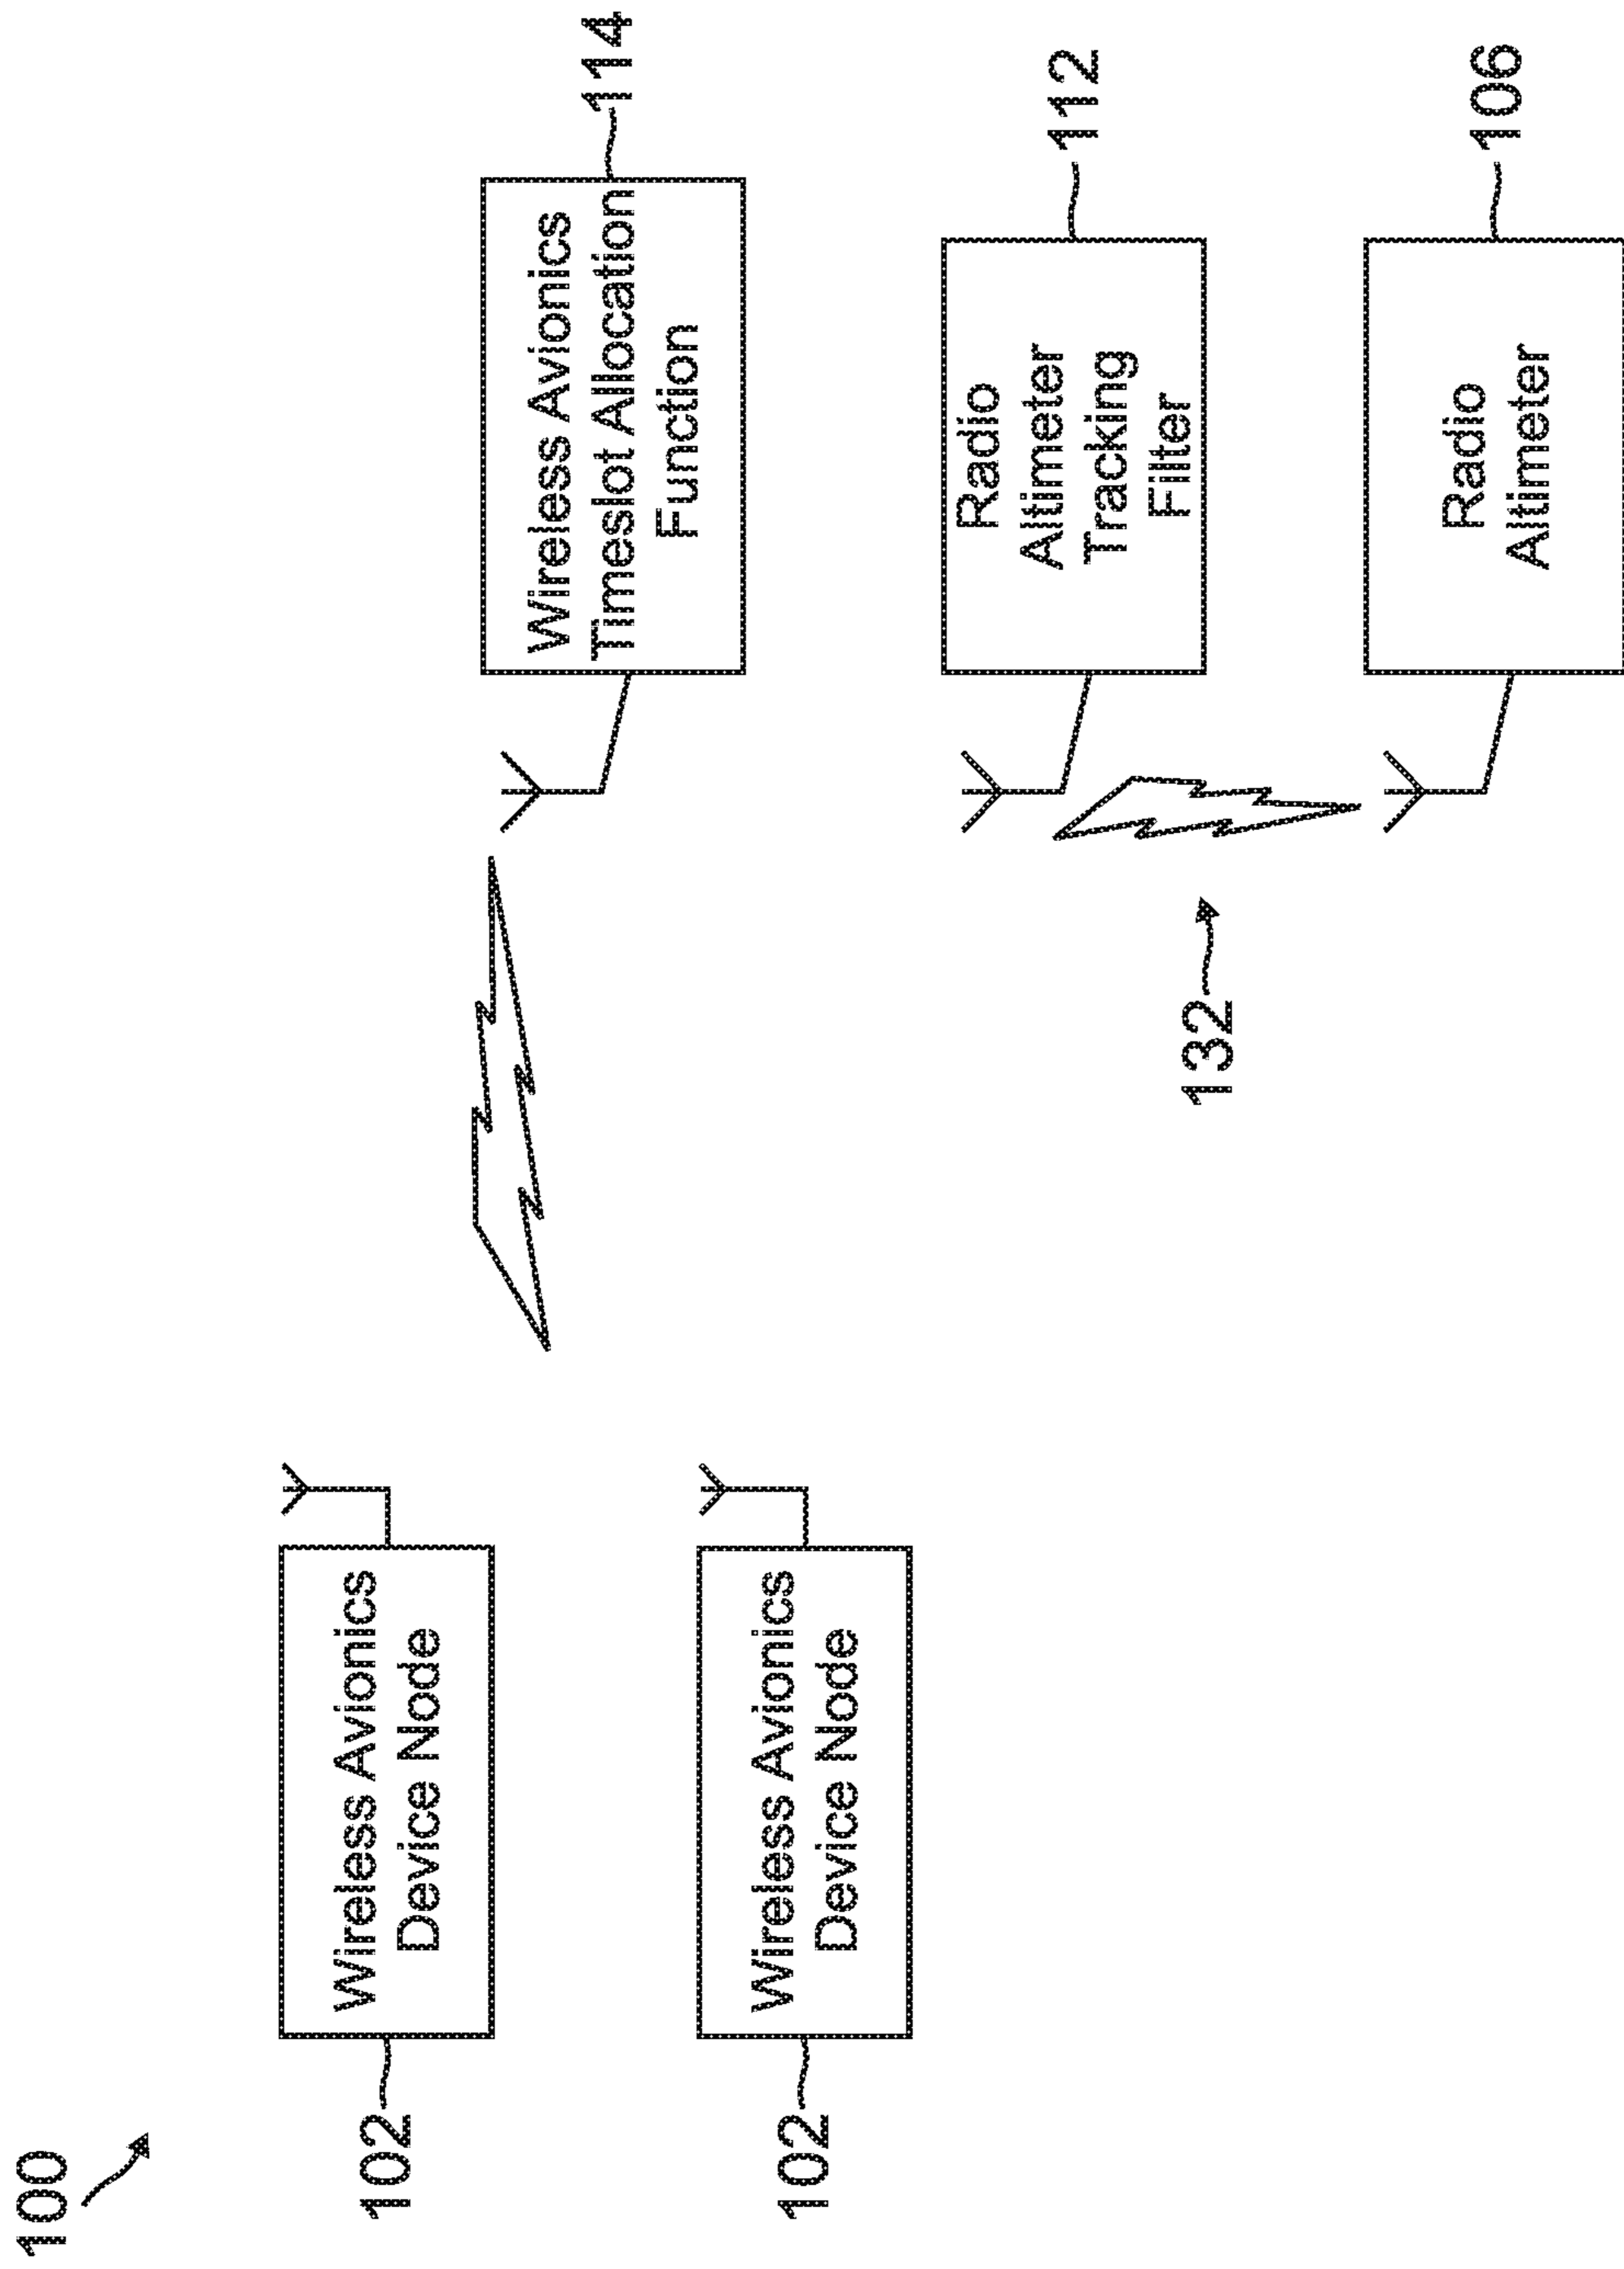 100
102
Wireless Avionics
Device Node
102
Wireless Avionics
Device Node
Wireless Avionics
Timeslot Allocation
Function
114
Radio
Altimeter
Tracking
Filter
112
132
Radio
Altimeter
106